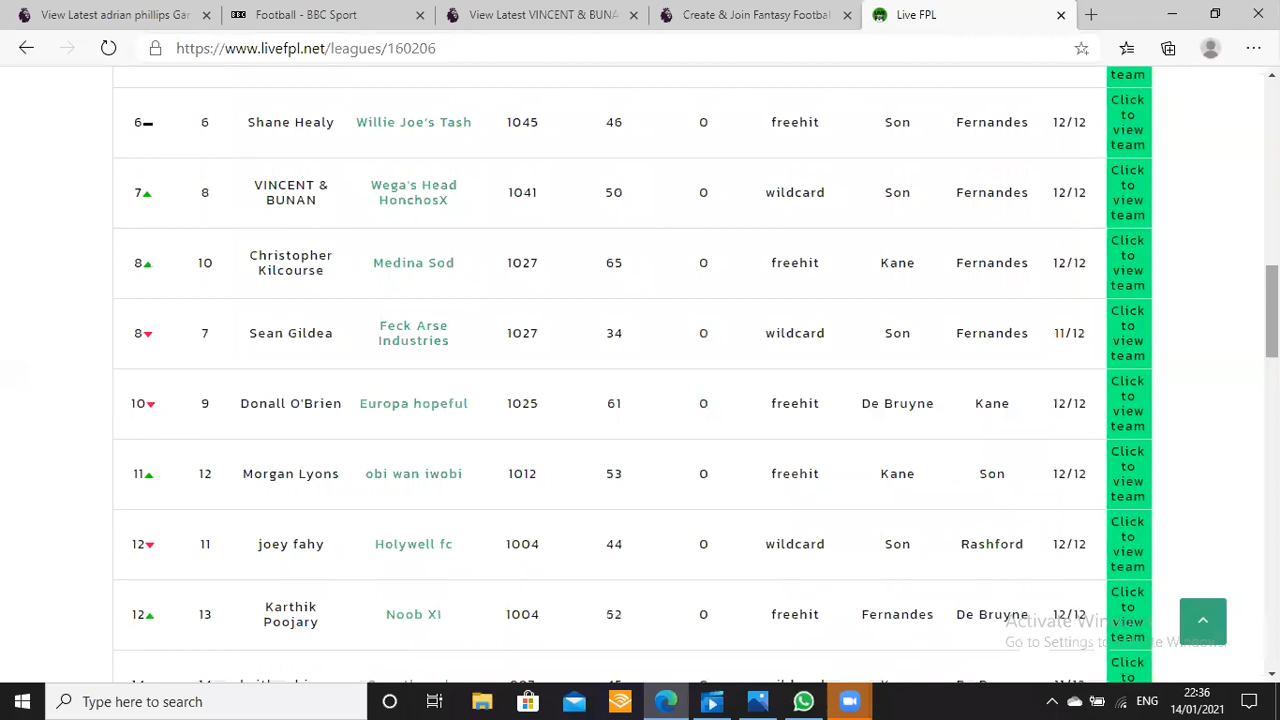 adrian philips Gar
Football - BBC Sport
View Latest VINCENT & BUNA
Create & Join Fantasy Footbal
Live FPL
https://www.livefpl.net/leagues/160206
team
6 6 Shane Healy Willie Joe's Tash 1045 46 0 freehit Son Fernandes 12/12 Click to view team
7 8 VINCENT & BUNAN Wega's Head HonchosX 1041 50 0 wildcard Son Fernandes 12/12 Click to view team
8 10 Christopher Kilcourse Medina Sod 1027 65 0 freehit Kane Fernandes 12/12 Click to view team
8 7 Sean Gildea Feck Arse Industries 1027 34 0 wildcard Son Fernandes 11/12 Click to view team
10 9 Donall O'Brien Europa hopeful 1025 61 0 freehit De Bruyne Kane 12/12 Click to view team
11 12 Morgan Lyons obi wan iwobi 1012 53 0 freehit Kane Son 12/12 Click to view team
12 11 joey fahy Holywell fc 1004 44 0 wildcard Son Rashford 12/12 Click to view team
12 13 Karthik Poojary Noob XI 1004 52 0 freehit Fernandes De Bruyne 12/12 Click to view team
Click to
Activate Windows
Go to Settings to activate Windows.
Type here to search
ENG
22:36
14/01/2021